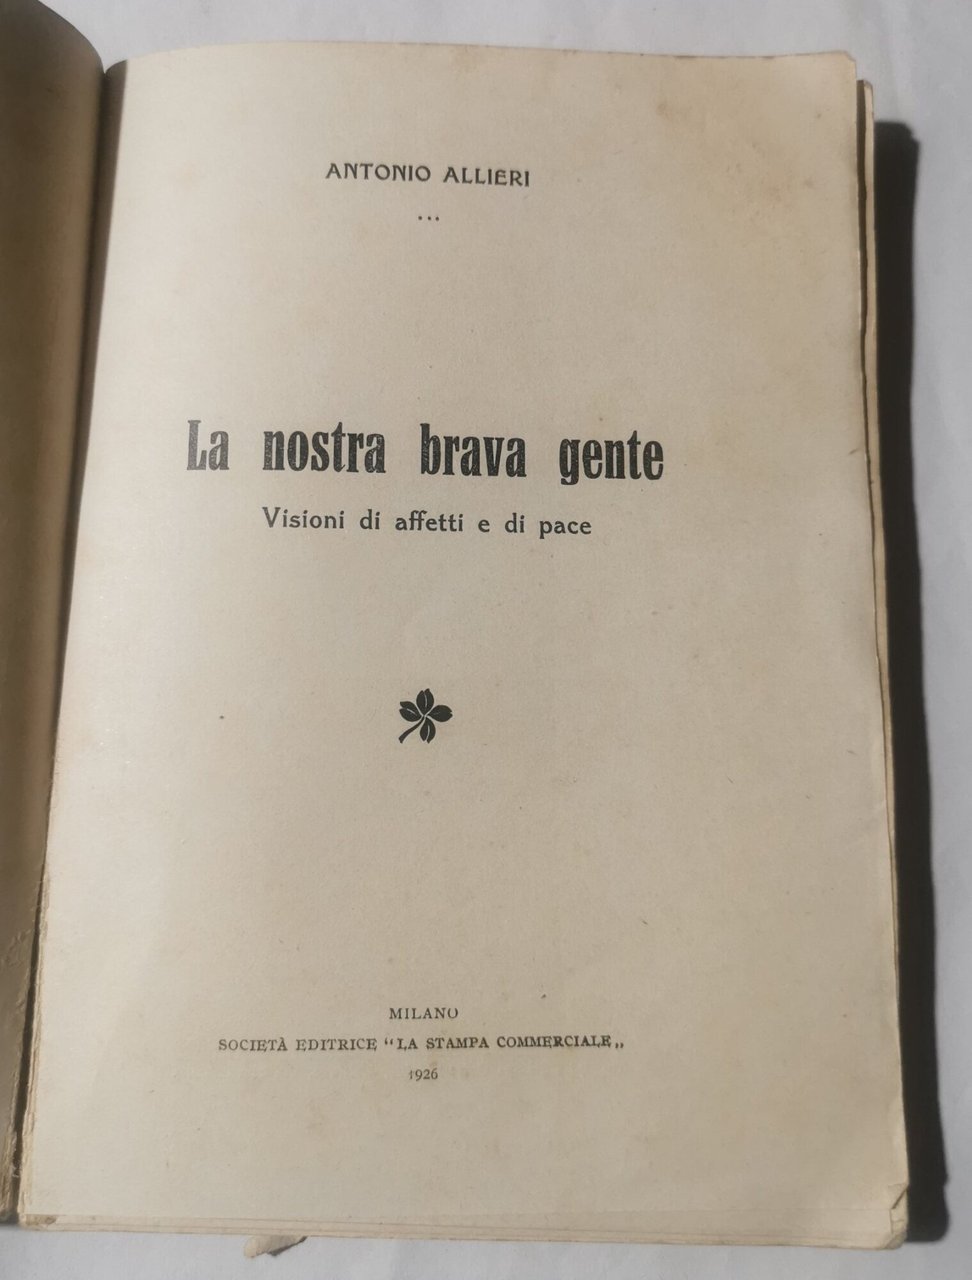 ANTONIO ALLIERI
...
La nostra brava gente
Visioni di affetti e di pace
MILANO
SOCIETÀ EDITRICE “LA STAMPA COMMERCIALE„
1926